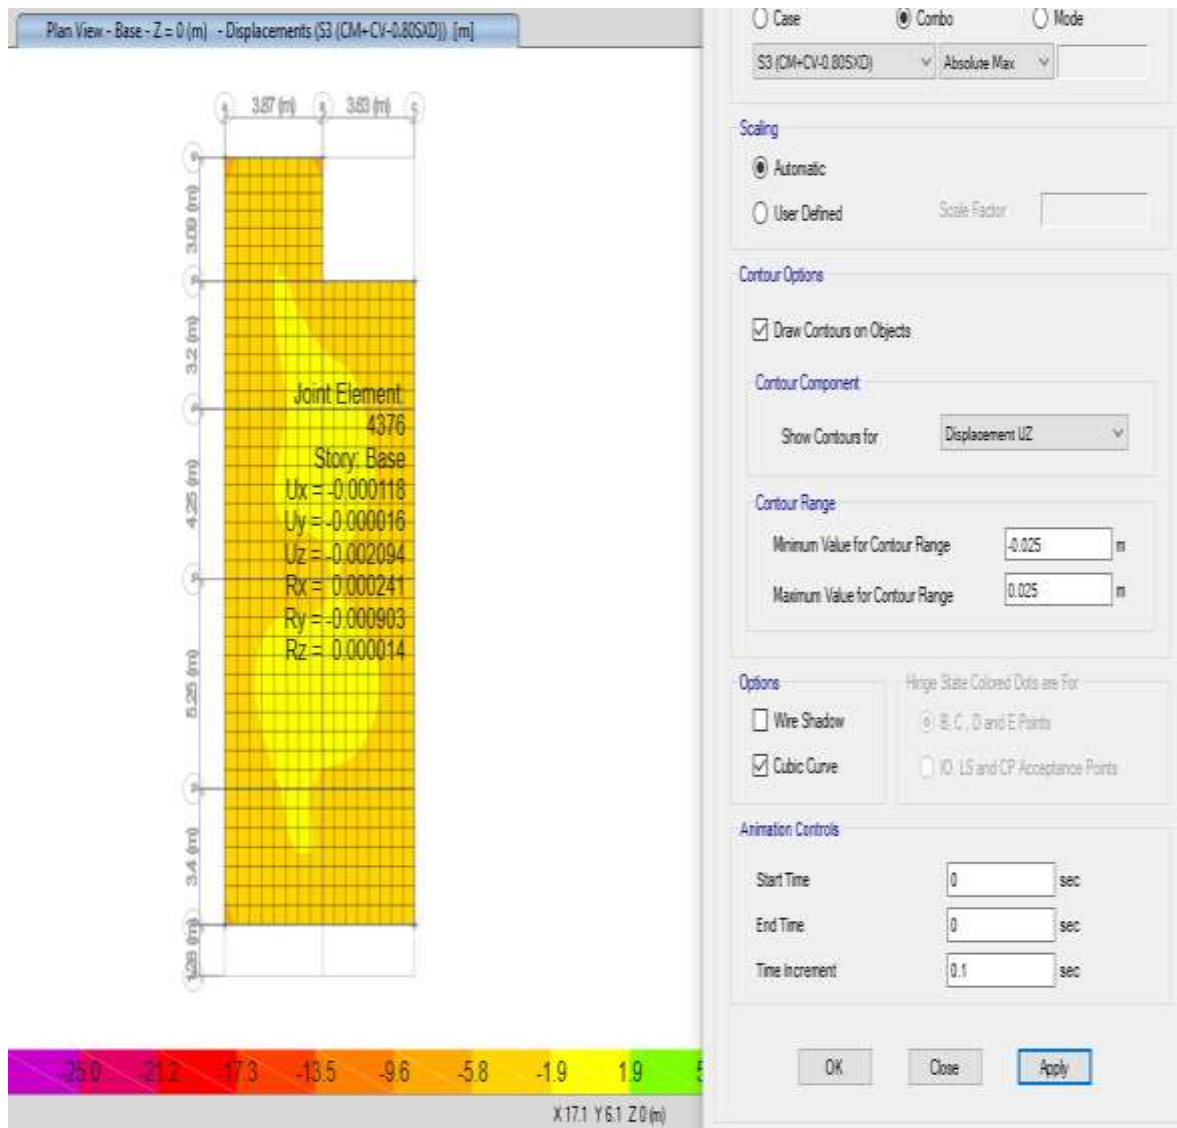 Plan View - Base - Z = 0 (m) - Displacements (S3 (CM+CV-0.80SXD)) [m]
Case Combo Mode
S3 (CM+CV-0.80SXD) Absolute Max
Scaling
Automatic
User Defined Scale Factor
Contour Options
Draw Contours on Objects
Contour Component
Show Contours for Displacement UZ
Contour Range
Minimum Value for Contour Range -0.025 m
Maximum Value for Contour Range 0.025 m
Options
Wire Shadow
Cubic Curve
Hinge State Colored Dots are For
B, C, D and E Points
IO, LS and CP Acceptance Points
Animation Controls
Start Time 0 sec
End Time 0 sec
Time Increment 0.1 sec
OK Close Apply
3.87 (m) 3.63 (m)
3.2 (m)
4.25 (m)
5.25 (m)
3.4 (m)
Joint Element:
4376
Story: Base
Ux = -0.000118
Uy = -0.000016
Uz = -0.002094
Rx = 0.000241
Ry = -0.000903
Rz = 0.000014
-25.0 -21.2 -17.3 -13.5 -9.6 -5.8 -1.9 1.9
X 17.1 Y 6.1 Z 0 (m)